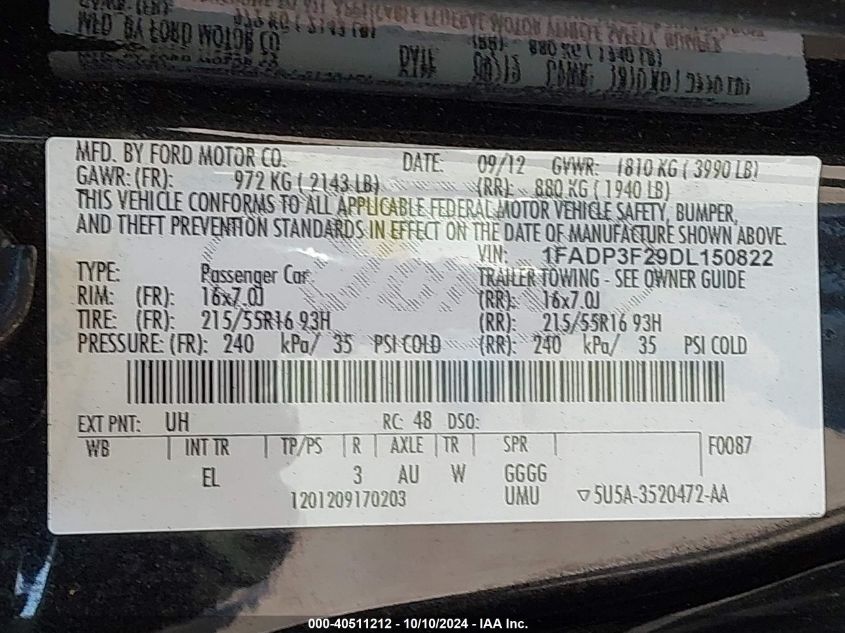 MFD. BY FORD MOTOR CO. DATE: 09/12 GVWR: 1810 KG ( 3990 LB)
GAWR: (FR): 972 KG ( 2143 LB) (RR): 880 KG ( 1940 LB)
THIS VEHICLE CONFORMS TO ALL APPLICABLE FEDERAL MOTOR VEHICLE SAFETY, BUMPER,
AND THEFT PREVENTION STANDARDS IN EFFECT ON THE DATE OF MANUFACTURE SHOWN ABOVE.
VIN: 1FADP3F29DL150822
TYPE: Passenger Car TRAILER TOWING - SEE OWNER GUIDE
RIM: (FR): 16x7.0J (RR): 16x7.0J
TIRE: (FR): 215/55R16 93H (RR): 215/55R16 93H
PRESSURE: (FR): 240 kPa/ 35 PSI COLD (RR): 240 kPa/ 35 PSI COLD
EXT PNT: UH RC: 48 DSO:
WB INT TR TP/PS R AXLE TR SPR F0087
EL 3 AU W GGGG
1201209170203 UMU ▽5U5A-3520472-AA
000-40511212 - 10/10/2024 - IAA Inc.